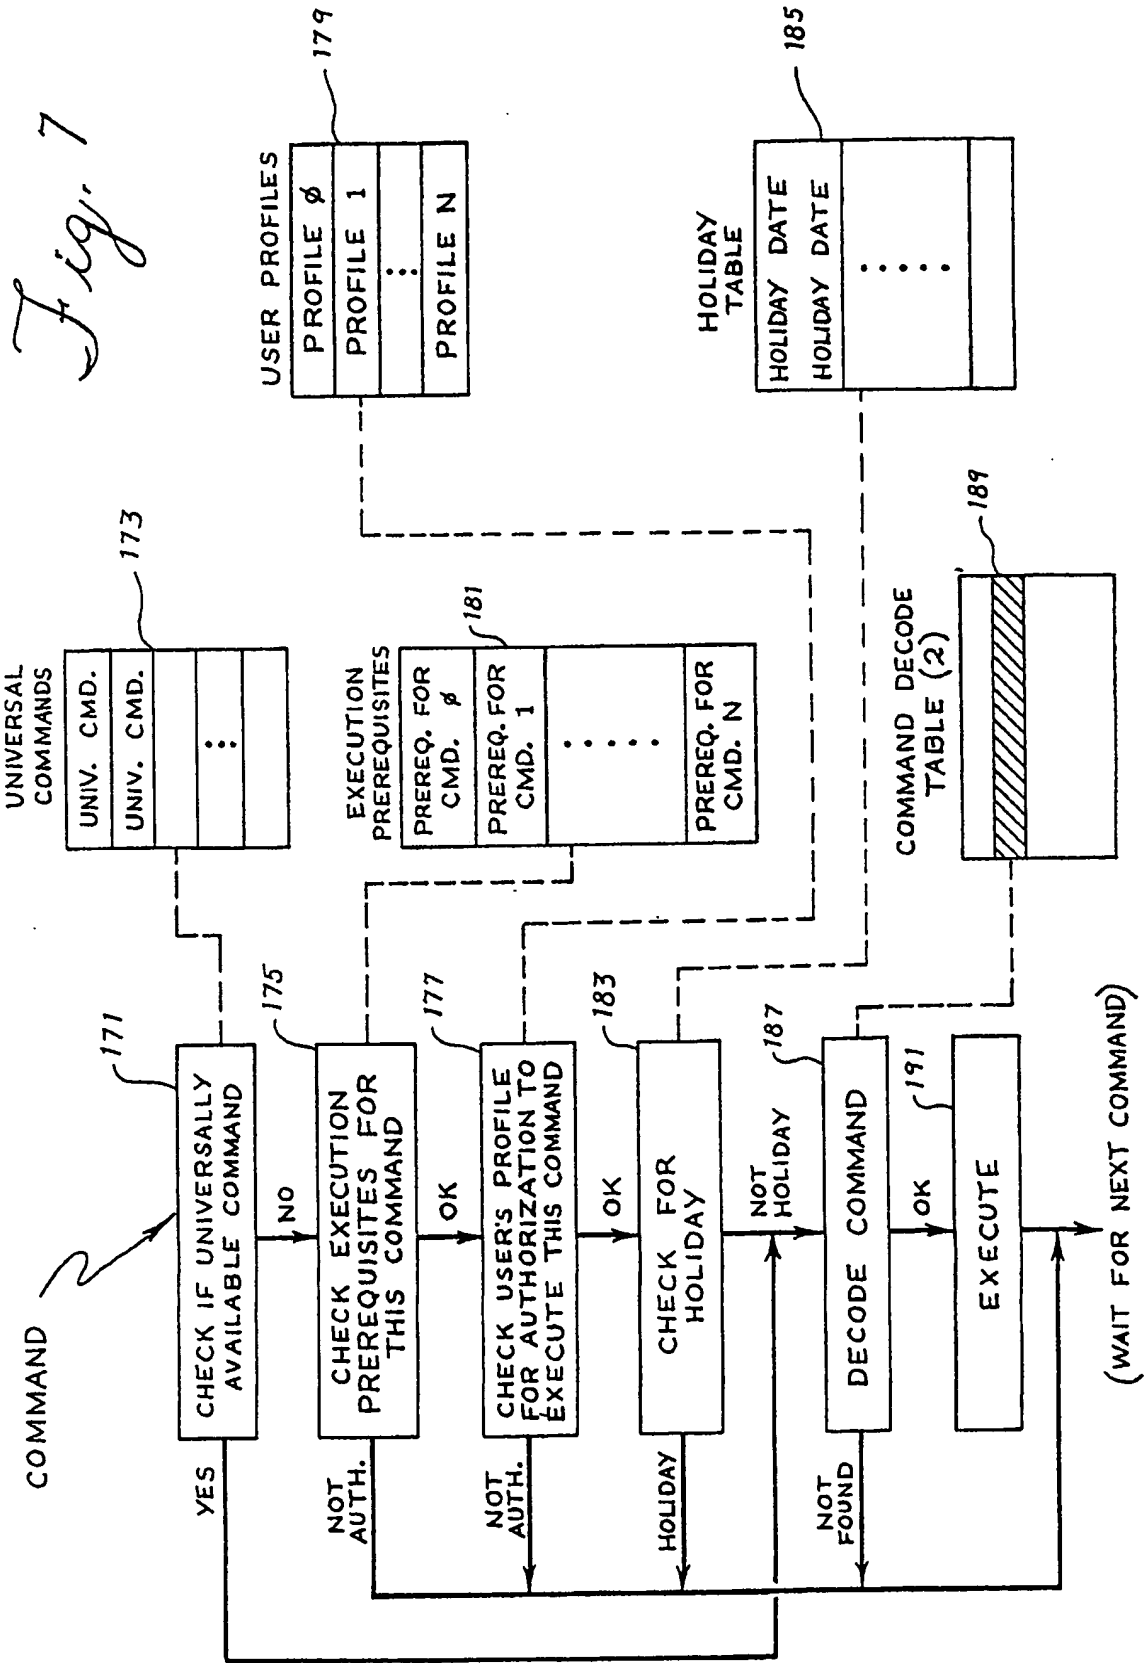 Fig. 7
COMMAND
171
CHECK IF UNIVERSALLY
AVAILABLE COMMAND
YES
NO
UNIVERSAL
COMMANDS
UNIV. CMD.
UNIV. CMD.
173
175
CHECK EXECUTION
PREREQUISITES FOR
THIS COMMAND
NOT
AUTH.
OK
EXECUTION
PREREQUISITES
PREREQ. FOR
CMD. Ø
PREREQ. FOR
CMD. 1
.....
PREREQ. FOR
CMD. N
181
177
CHECK USER'S PROFILE
FOR AUTHORIZATION TO
EXECUTE THIS COMMAND
NOT
AUTH.
OK
USER PROFILES
PROFILE Ø
PROFILE 1
...
PROFILE N
179
183
CHECK FOR
HOLIDAY
HOLIDAY
NOT
HOLIDAY
HOLIDAY
TABLE
HOLIDAY DATE
HOLIDAY DATE
.....
185
187
DECODE COMMAND
NOT
FOUND
OK
COMMAND DECODE
TABLE (2)
189
191
EXECUTE
(WAIT FOR NEXT COMMAND)